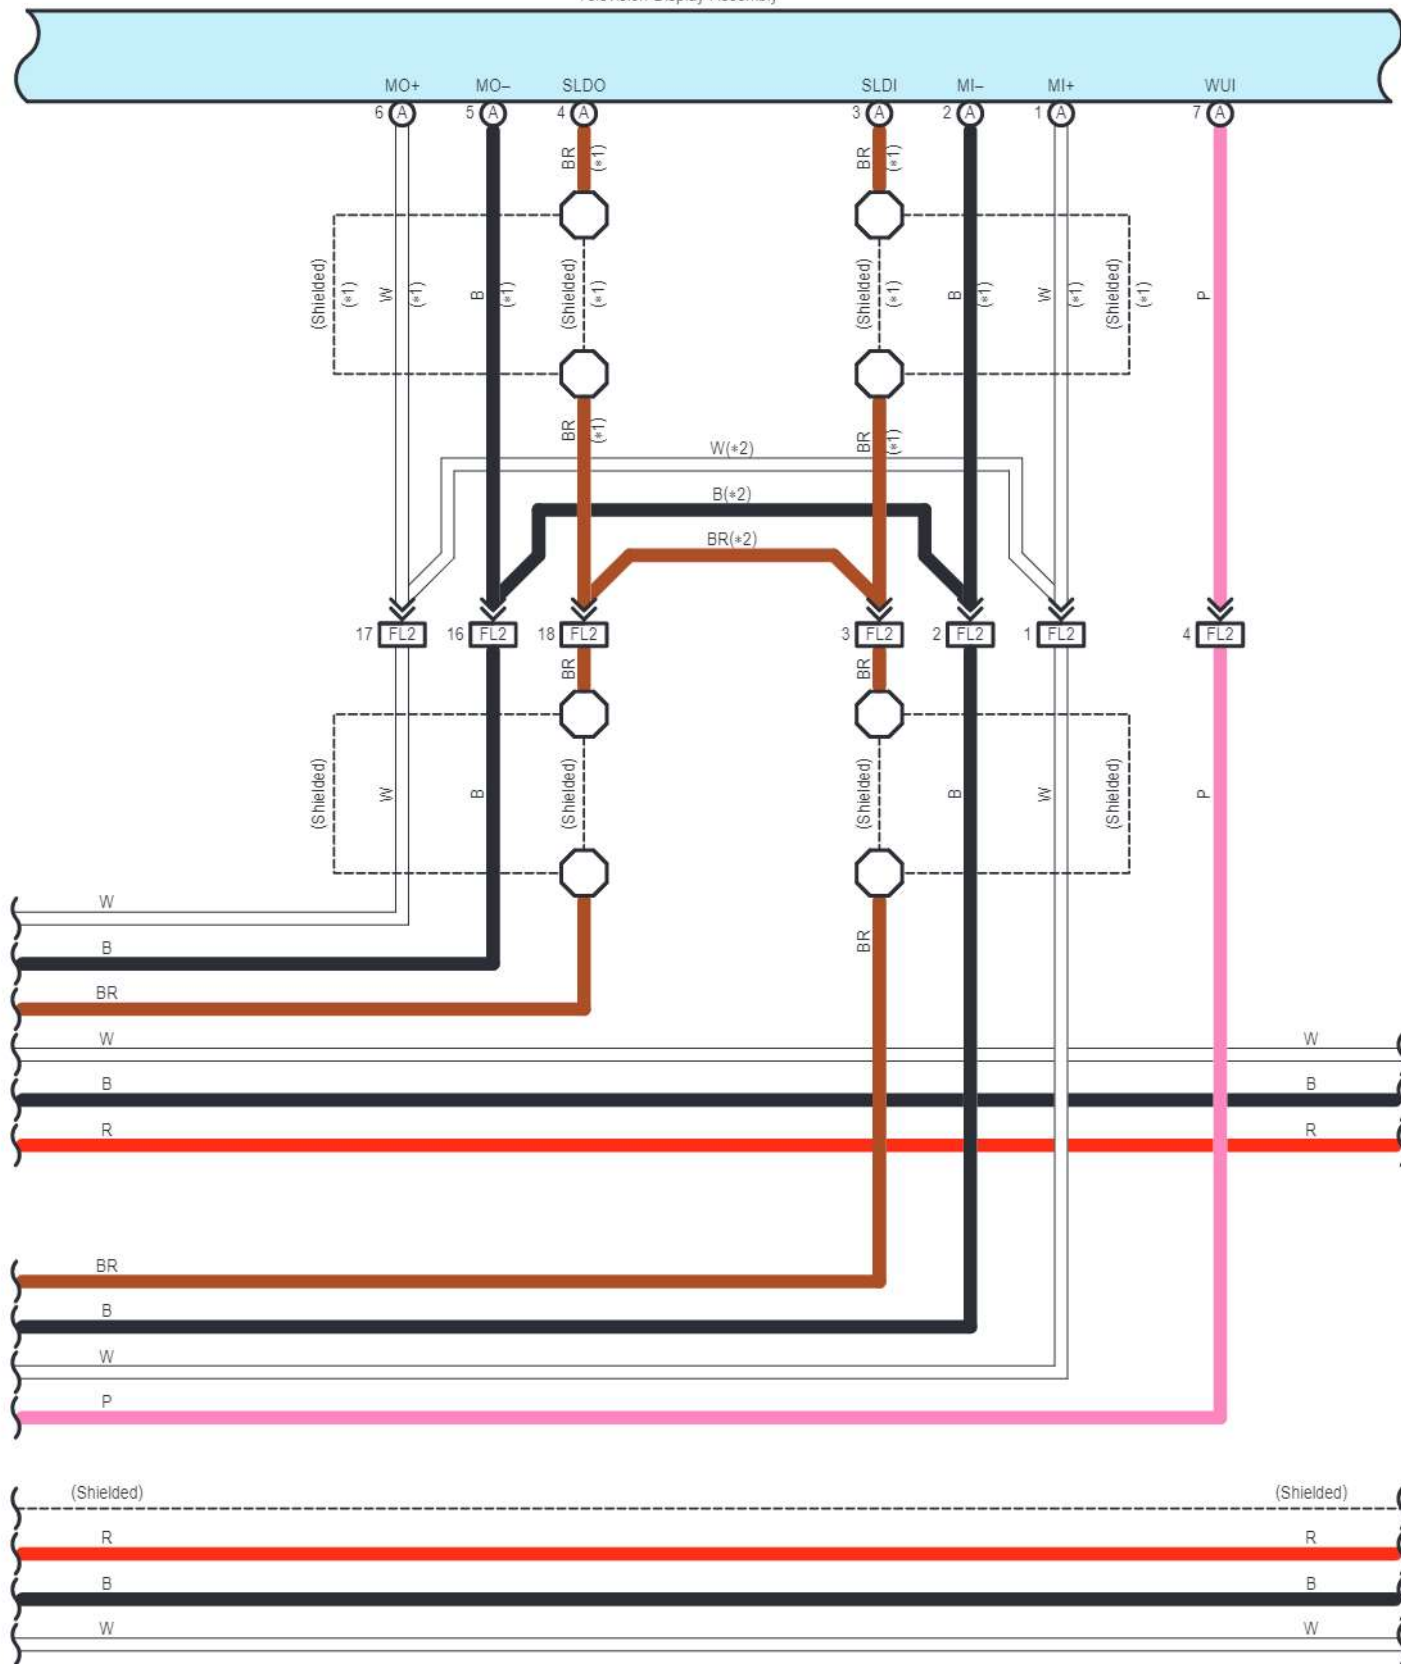 Television Display Assembly
MO+ MO− SLDO SLDI MI− MI+ WUI
6 A 5 A 4 A 3 A 2 A 1 A 7 A
BR (*1) BR (*1)
(Shielded) (*1) W (*1) B (*1) (Shielded) (*1) (Shielded) (*1) B (*1) W (*1) (Shielded) (*1) P
BR (*1) BR (*1)
W(*2)
B(*2)
BR(*2)
17 FL2 16 FL2 18 FL2 3 FL2 2 FL2 1 FL2 4 FL2
BR BR
(Shielded) W B (Shielded) (Shielded) B W (Shielded) P
W
B
BR
BR
W W
B B
R R
BR
B
W
P
(Shielded) (Shielded)
R R
B B
W W